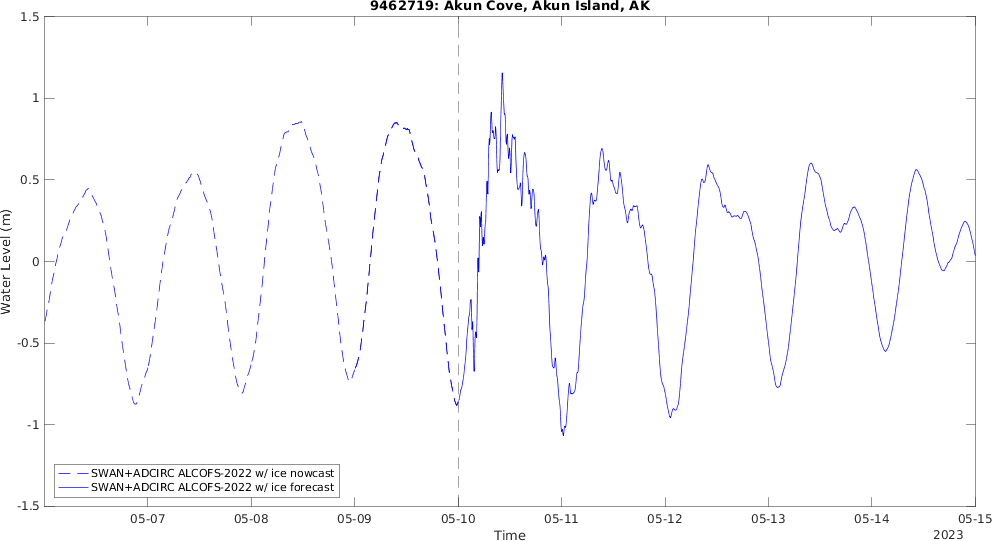 9462719: Akun Cove, Akun Island, AK
1.5
1
0.5
0
-0.5
-1
-1.5
Water Level (m)
SWAN+ADCIRC ALCOFS-2022 w/ ice nowcast
SWAN+ADCIRC ALCOFS-2022 w/ ice forecast
05-07 05-08 05-09 05-10 05-11 05-12 05-13 05-14 05-15
Time
2023